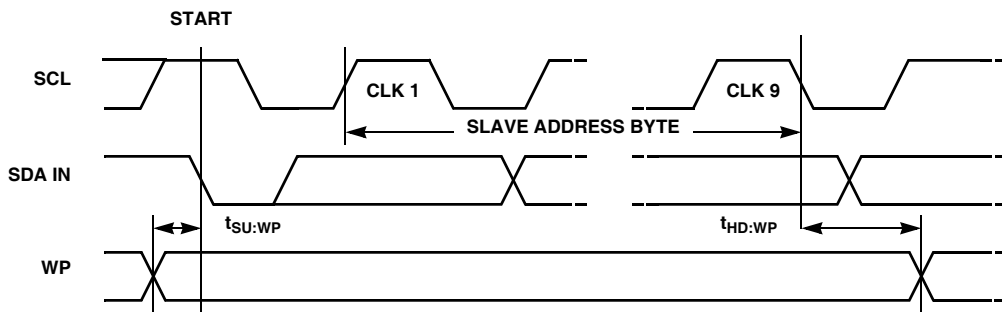 START
SCL
CLK 1
CLK 9
SLAVE ADDRESS BYTE
SDA IN
tSU:WP
tHD:WP
WP